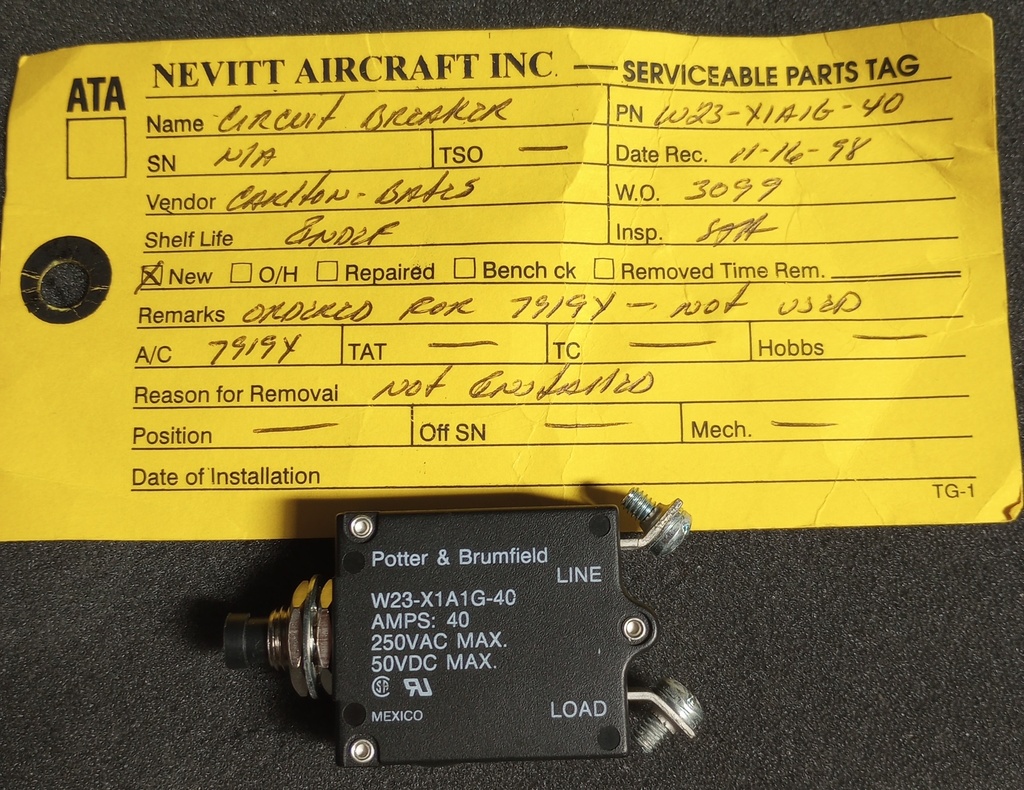 NEVITT AIRCRAFT INC — SERVICEABLE PARTS TAG
ATA
Name CIRCUIT BREAKER PN W23-X1A1G-40
SN N/A TSO — Date Rec. 11-16-98
Vendor CARLTON-BATES W.O. 3099
Shelf Life INDEF Insp.
☒ New ☐ O/H ☐ Repaired ☐ Bench ck ☐ Removed Time Rem.
Remarks ORDERED FOR 7919Y — NOT USED
A/C 7919Y TAT — TC — Hobbs —
Reason for Removal NOT INSTALLED
Position — Off SN — Mech. —
Date of Installation
TG-1
Potter & Brumfield
LINE
W23-X1A1G-40
AMPS: 40
250VAC MAX.
50VDC MAX.
SA RU
MEXICO
LOAD